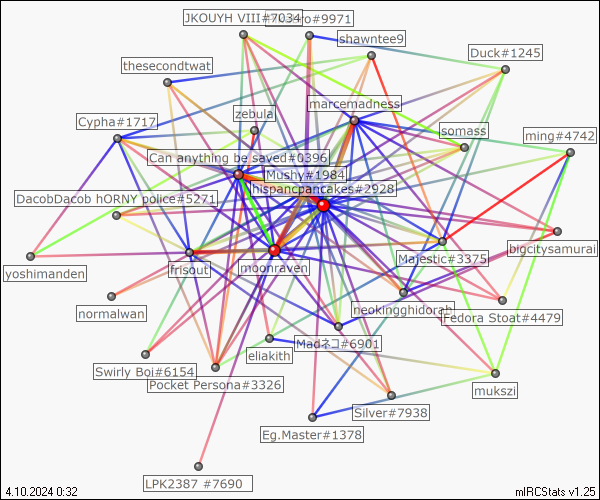 JKOUYH VIII#7034
#9971
shawntee9
Duck#1245
thesecondtwat
marcemadness
zebula
Cypha#1717
somass
ming#4742
Can anything be saved#0396
Mushy#1984
hispancpancakes#2928
DacobDacob hORNY police#5271
bigcitysamurai
Majestic#3375
yoshimanden
frisout
moonraven
normalwan
neokingghidorah
Fedora Stoat#4479
Madネコ#6901
eliakith
Swirly Boi#6154
Pocket Persona#3326
mukszi
Silver#7938
Eg.Master#1378
LPK2387 #7690
4.10.2024 0:32
mIRCStats v1.25